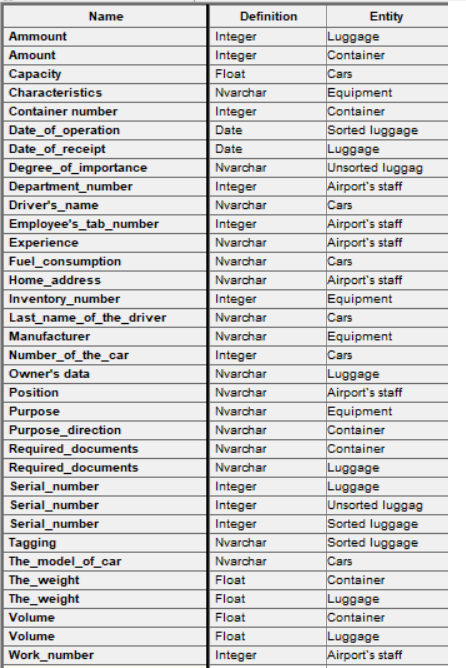 Name Definition Entity
Ammount Integer Luggage
Amount Integer Container
Capacity Float Cars
Characteristics Nvarchar Equipment
Container number Integer Container
Date_of_operation Date Sorted luggage
Date_of_receipt Date Luggage
Degree_of_importance Nvarchar Unsorted luggag
Department_number Integer Airport's staff
Driver's_name Nvarchar Cars
Employee's_tab_number Integer Airport's staff
Experience Nvarchar Airport's staff
Fuel_consumption Nvarchar Cars
Home_address Nvarchar Airport's staff
Inventory_number Integer Equipment
Last_name_of_the_driver Nvarchar Cars
Manufacturer Nvarchar Equipment
Number_of_the_car Integer Cars
Owner's data Nvarchar Luggage
Position Nvarchar Airport's staff
Purpose Nvarchar Equipment
Purpose_direction Nvarchar Container
Required_documents Nvarchar Container
Required_documents Nvarchar Luggage
Serial_number Integer Luggage
Serial_number Integer Unsorted luggag
Serial_number Integer Sorted luggage
Tagging Nvarchar Sorted luggage
The_model_of_car Nvarchar Cars
The_weight Float Container
The_weight Float Luggage
Volume Float Container
Volume Float Luggage
Work_number Integer Airport's staff